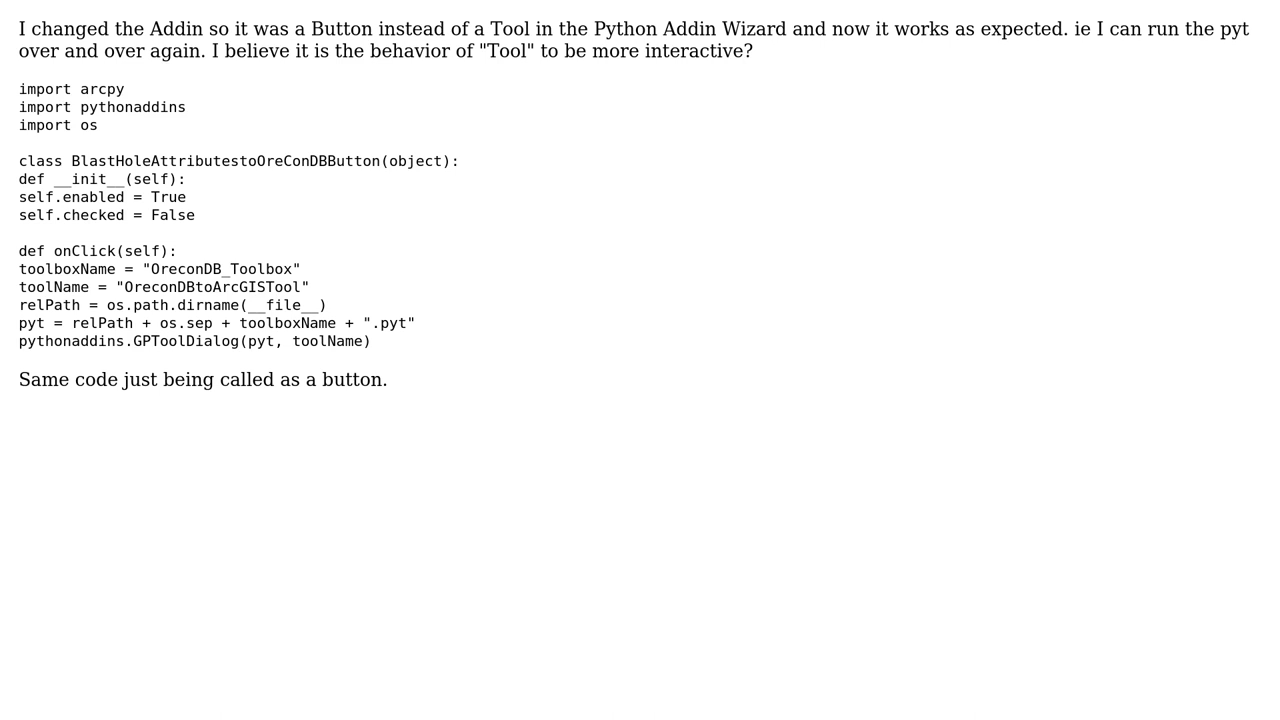 I changed the Addin so it was a Button instead of a Tool in the Python Addin Wizard and now it works as expected. ie I can run the pyt
over and over again. I believe it is the behavior of "Tool" to be more interactive?
import arcpy
import pythonaddins
import os
class BlastHoleAttributestoOreConDBButton(object):
def __init__(self):
self.enabled = True
self.checked = False
def onClick(self):
toolboxName = "OreconDB_Toolbox"
toolName = "OreconDBtoArcGISTool"
relPath = os.path.dirname(__file__)
pyt = relPath + os.sep + toolboxName + ".pyt"
pythonaddins.GPToolDialog(pyt, toolName)
Same code just being called as a button.